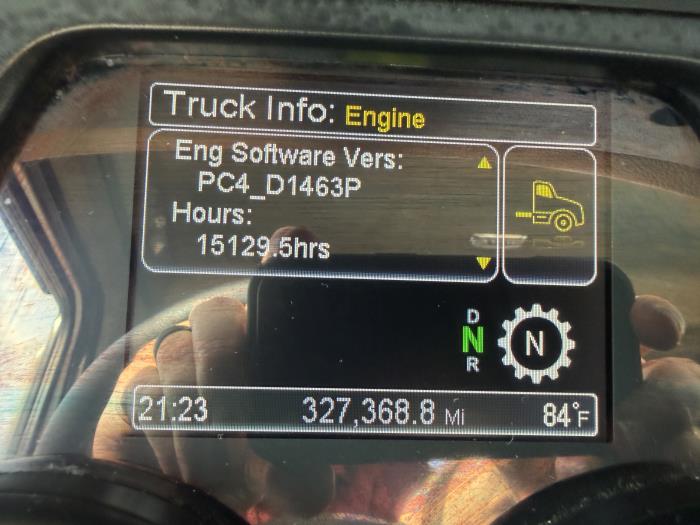 Truck Info: Engine
Eng Software Vers:
PC4_D1463P
Hours:
15129.5hrs
D
N
R
N
21:23 327,368.8 Mi 84°F